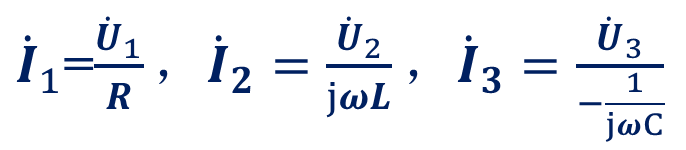 İ₁=U̇₁/R , İ₂ = U̇₂/jωL , İ₃ = U̇₃/(-1/jωC)